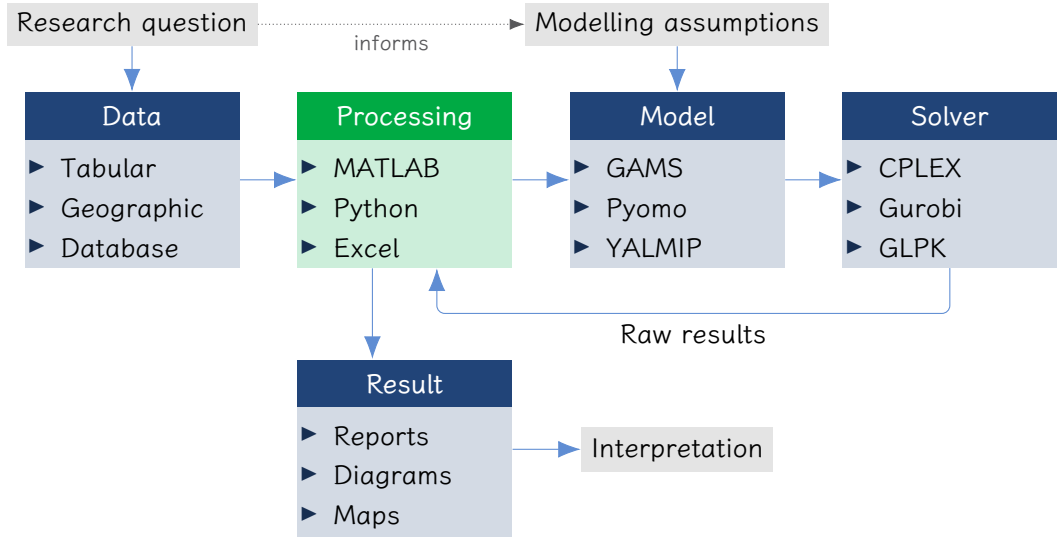 Research question
informs
Modelling assumptions
Data
Tabular
Geographic
Database
Processing
MATLAB
Python
Excel
Model
GAMS
Pyomo
YALMIP
Solver
CPLEX
Gurobi
GLPK
Raw results
Result
Reports
Diagrams
Maps
Interpretation